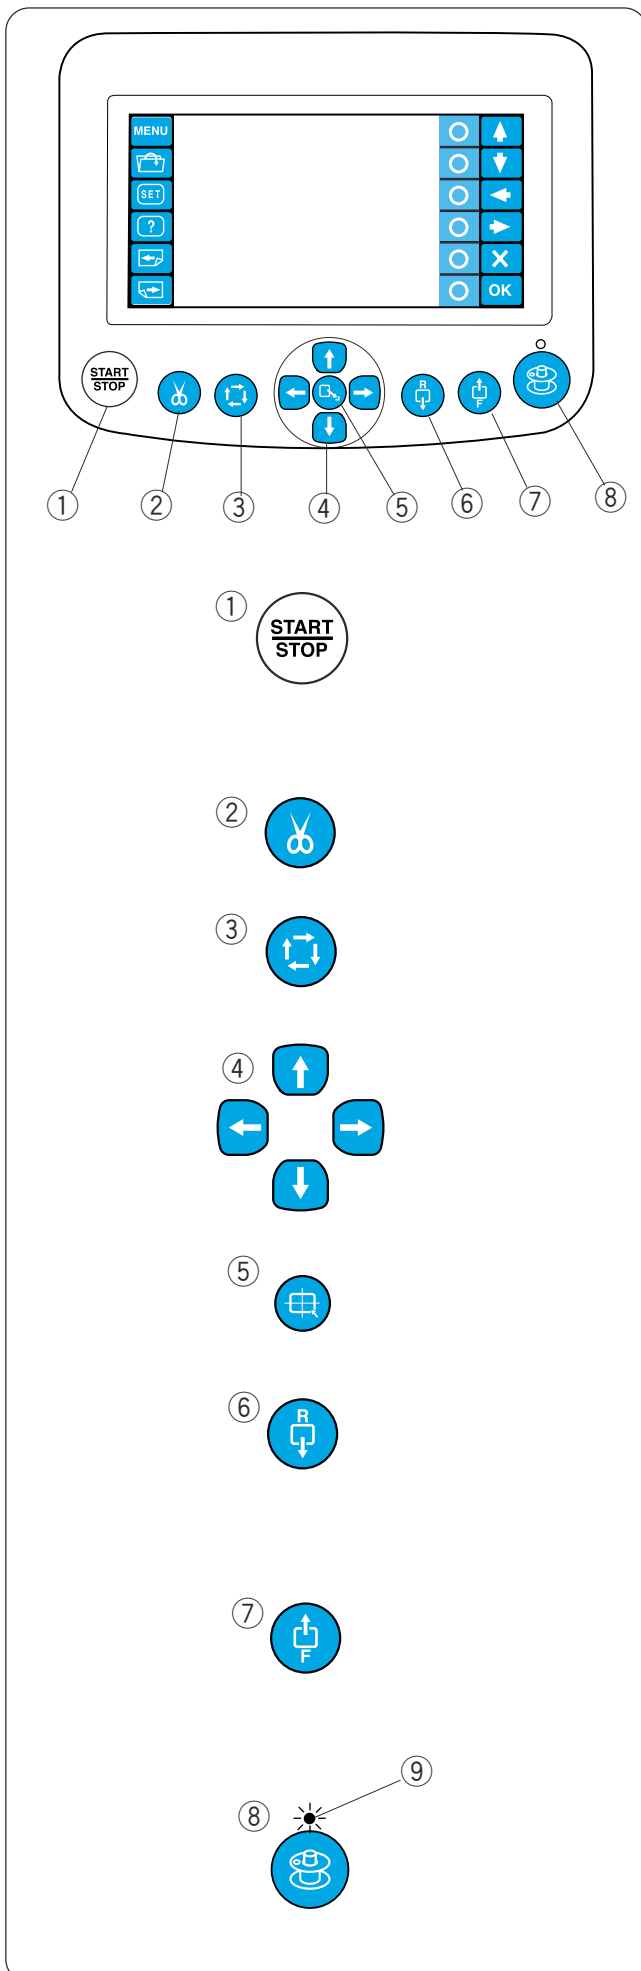 MENU
SET
?
OK
START
STOP
R
F
① ② ③ ④ ⑤ ⑥ ⑦ ⑧
① START
STOP
②
③
④
⑤
⑥ R
⑦
F
⑨
⑧